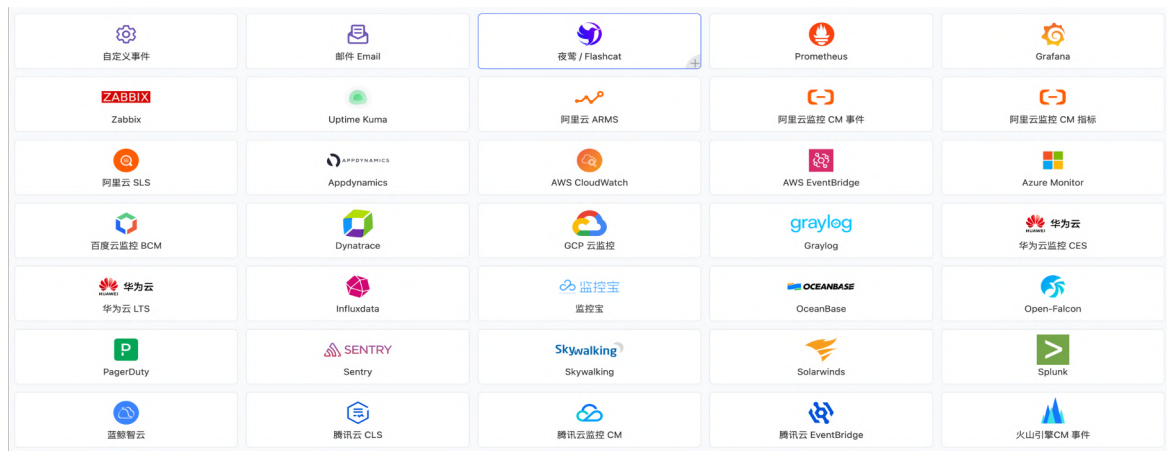 自定义事件
邮件 Email
夜莺 / Flashcat
Prometheus
Grafana
ZABBIX
Zabbix
Uptime Kuma
阿里云 ARMS
阿里云监控 CM 事件
阿里云监控 CM 指标
阿里云 SLS
APPDYNAMICS
Appdynamics
AWS CloudWatch
AWS EventBridge
Azure Monitor
百度云监控 BCM
Dynatrace
GCP 云监控
graylog
Graylog
HUAWEI 华为云
华为云监控 CES
HUAWEI 华为云
华为云 LTS
Influxdata
监控宝
监控宝
OCEANBASE
OceanBase
Open-Falcon
P
PagerDuty
SENTRY
Sentry
Skywalking
Skywalking
Solarwinds
>
Splunk
蓝鲸智云
腾讯云 CLS
腾讯云监控 CM
腾讯云 EventBridge
火山引擎CM 事件